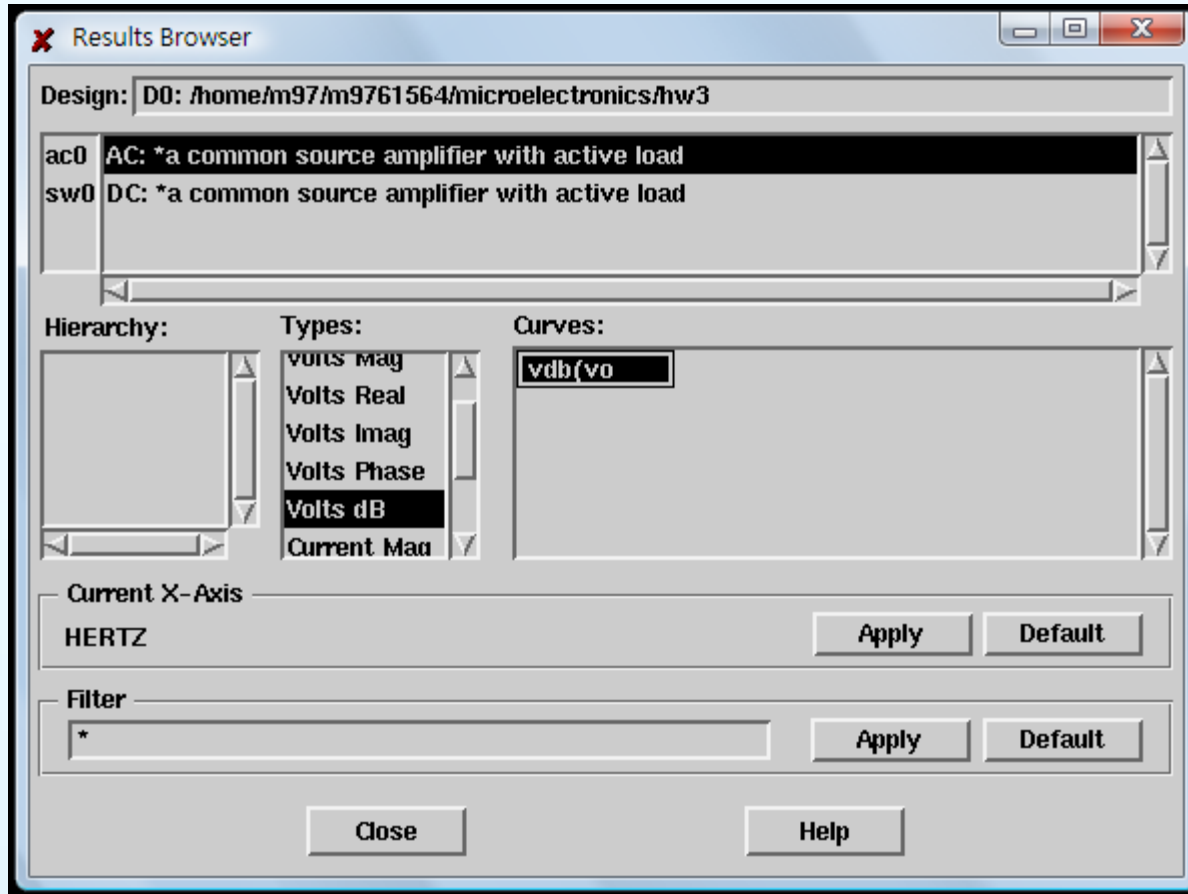 Results Browser
Design: D0: /home/m97/m9761564/microelectronics/hw3
ac0 AC: *a common source amplifier with active load
sw0 DC: *a common source amplifier with active load
Hierarchy:
Types:
Curves:
Volts Mag
Volts Real
Volts Imag
Volts Phase
Volts dB
Current Mag
vdb(vo
Current X-Axis
HERTZ
Apply
Default
Filter
*
Apply
Default
Close
Help